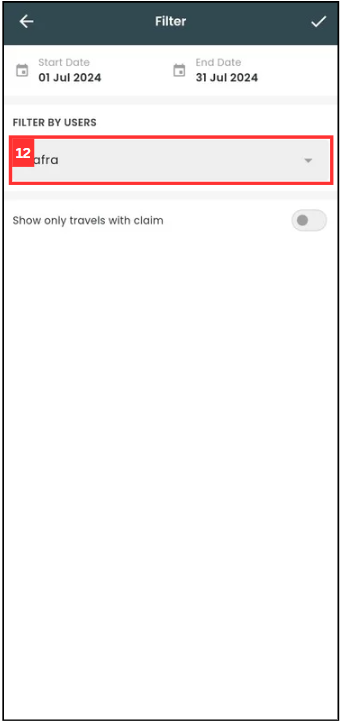 Filter
Start Date
01 Jul 2024
End Date
31 Jul 2024
FILTER BY USERS
12
afra
Show only travels with claim